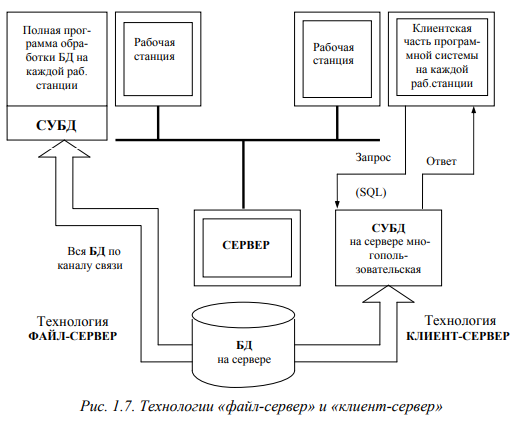 Полная прог-
рамма обра-
ботки БД на
каждой раб.
станции
СУБД
Рабочая
станция
Рабочая
станция
Клиентская
часть програм-
мной системы
на каждой
раб.станции
Запрос
Ответ
(SQL)
СЕРВЕР
СУБД
на сервере мно-
гополь-
зовательская
Вся БД по
каналу связи
Технология
ФАЙЛ-СЕРВЕР
БД
на сервере
Технология
КЛИЕНТ-СЕРВЕР
Рис. 1.7. Технологии «файл-сервер» и «клиент-сервер»